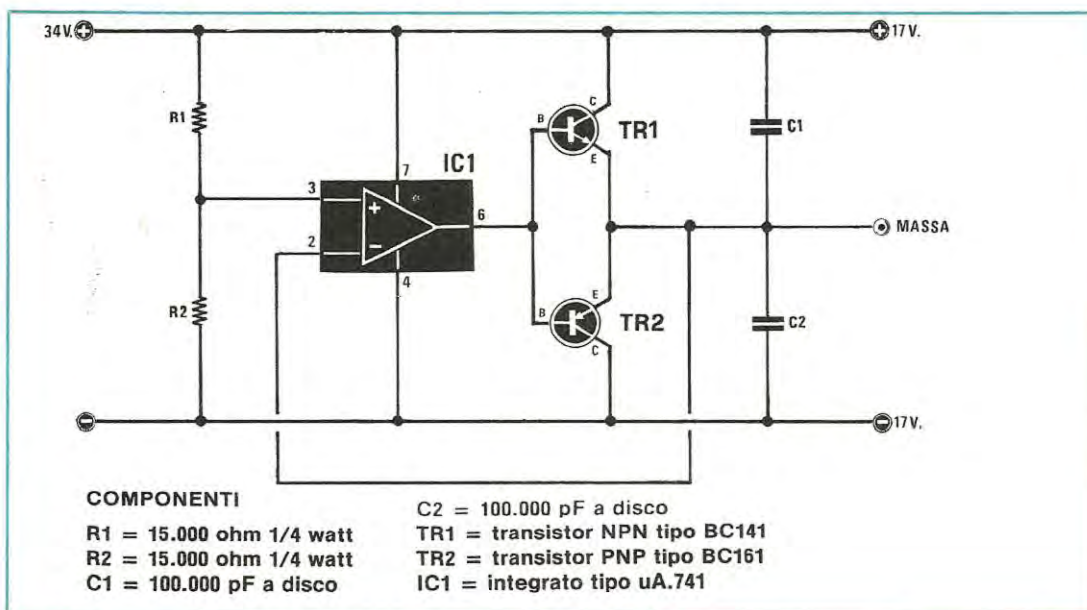 34V.
17V.
R1
B
C
E
TR1
C1
IC1
7
3
+
6
2
−
4
MASSA
R2
B
E
C
TR2
C2
17V.
COMPONENTI
R1 = 15.000 ohm 1/4 watt
R2 = 15.000 ohm 1/4 watt
C1 = 100.000 pF a disco
C2 = 100.000 pF a disco
TR1 = transistor NPN tipo BC141
TR2 = transistor PNP tipo BC161
IC1 = integrato tipo uA.741